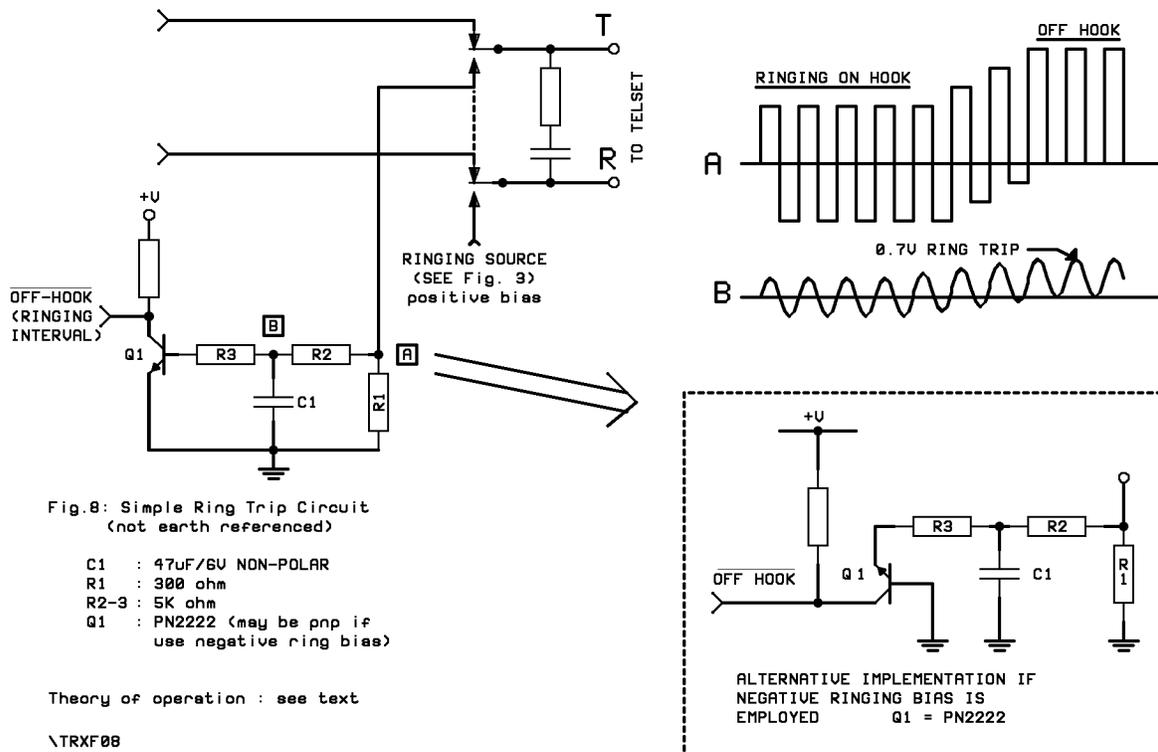 T
TO TELSET
R
RINGING SOURCE
(SEE Fig. 3)
positive bias
+V
OFF-HOOK
(RINGING
INTERVAL)
Q1
R3
B
R2
A
C1
R1
RINGING ON HOOK
OFF HOOK
A
0.7V RING TRIP
B
Fig.8: Simple Ring Trip Circuit
(not earth referenced)
C1 : 47uF/6V NON-POLAR
R1 : 300 ohm
R2-3 : 5K ohm
Q1 : PN2222 (may be pnp if
use negative ring bias)
Theory of operation : see text
\TRXF08
+V
R3
R2
OFF HOOK
Q1
C1
R1
ALTERNATIVE IMPLEMENTATION IF
NEGATIVE RINGING BIAS IS
EMPLOYED Q1 = PN2222